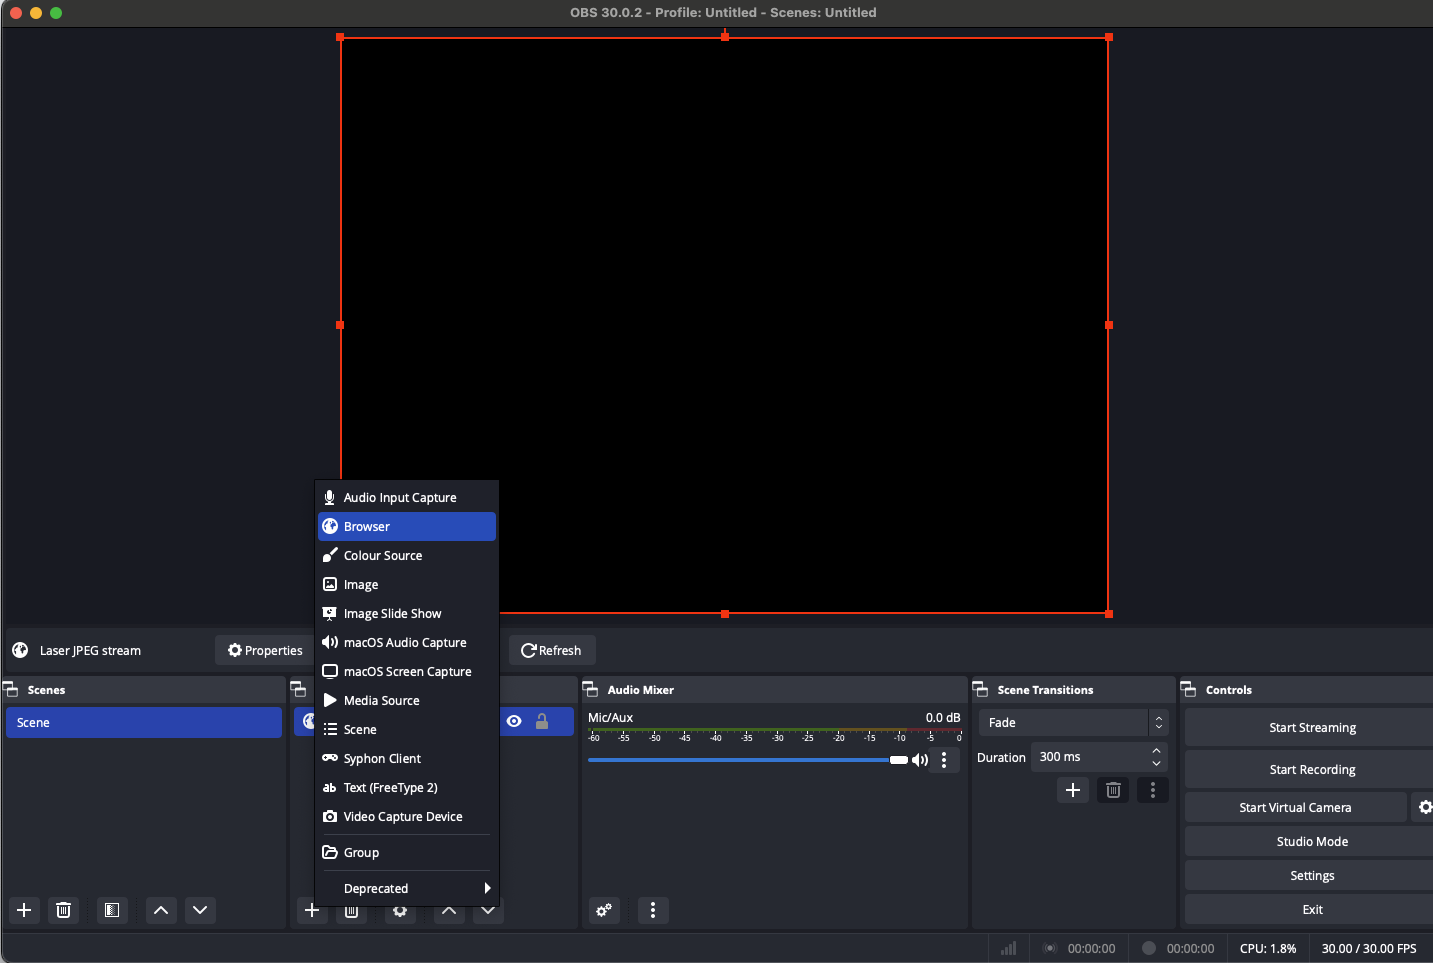 OBS 30.0.2 - Profile: Untitled - Scenes: Untitled
Audio Input Capture
Browser
Colour Source
Image
Image Slide Show
macOS Audio Capture
macOS Screen Capture
Media Source
Scene
Syphon Client
ab Text (FreeType 2)
Video Capture Device
Group
Deprecated
Laser JPEG stream
Properties
Refresh
Scenes
Scene
Audio Mixer
Mic/Aux 0.0 dB
-60 -55 -50 -45 -40 -35 -30 -25 -20 -15 -10 -5 0
Scene Transitions
Fade
Duration 300 ms
Controls
Start Streaming
Start Recording
Start Virtual Camera
Studio Mode
Settings
Exit
00:00:00 00:00:00 CPU: 1.8% 30.00 / 30.00 FPS